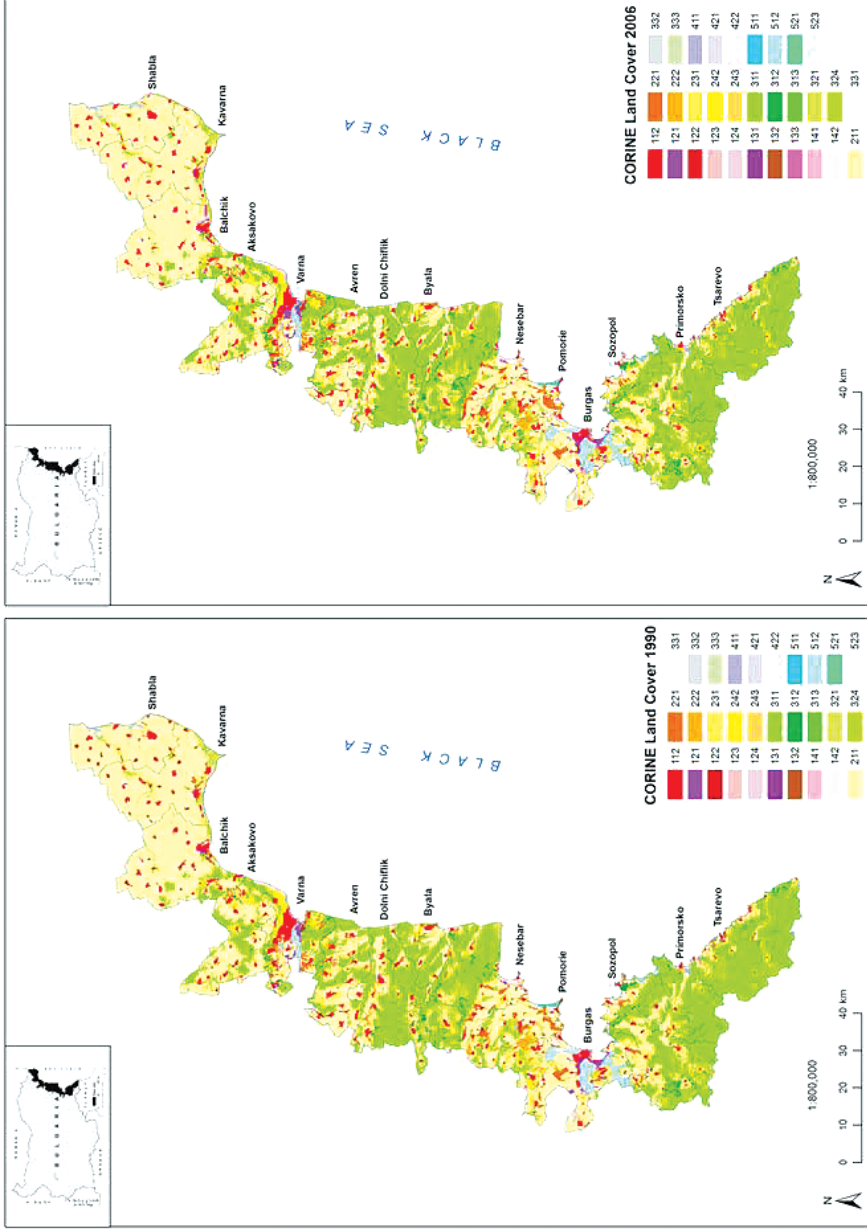 CORINE Land Cover 2006
112 221 332
121 222 333
122 231 411
123 242 421
124 243 422
131 311 511
132 312 512
133 313 521
141 321 523
142 324
211 331
BULGARIA
Shabla
Kavarna
Balchik
Aksakovo
Varna
Avren
Dolni Chiflik
Byala
Nesebar
Pomorie
Burgas
Sozopol
Primorsko
Tsarevo
BLACK SEA
1:800,000
0 10 20 30 40 km
N
CORINE Land Cover 1990
112 221 331
121 222 332
122 231 333
123 242 411
124 243 421
131 311 422
132 312 511
141 313 512
142 321 521
211 324 523
BULGARIA
Shabla
Kavarna
Balchik
Aksakovo
Varna
Avren
Dolni Chiflik
Byala
Nesebar
Pomorie
Burgas
Sozopol
Primorsko
Tsarevo
BLACK SEA
1:800,000
0 10 20 30 40 km
N